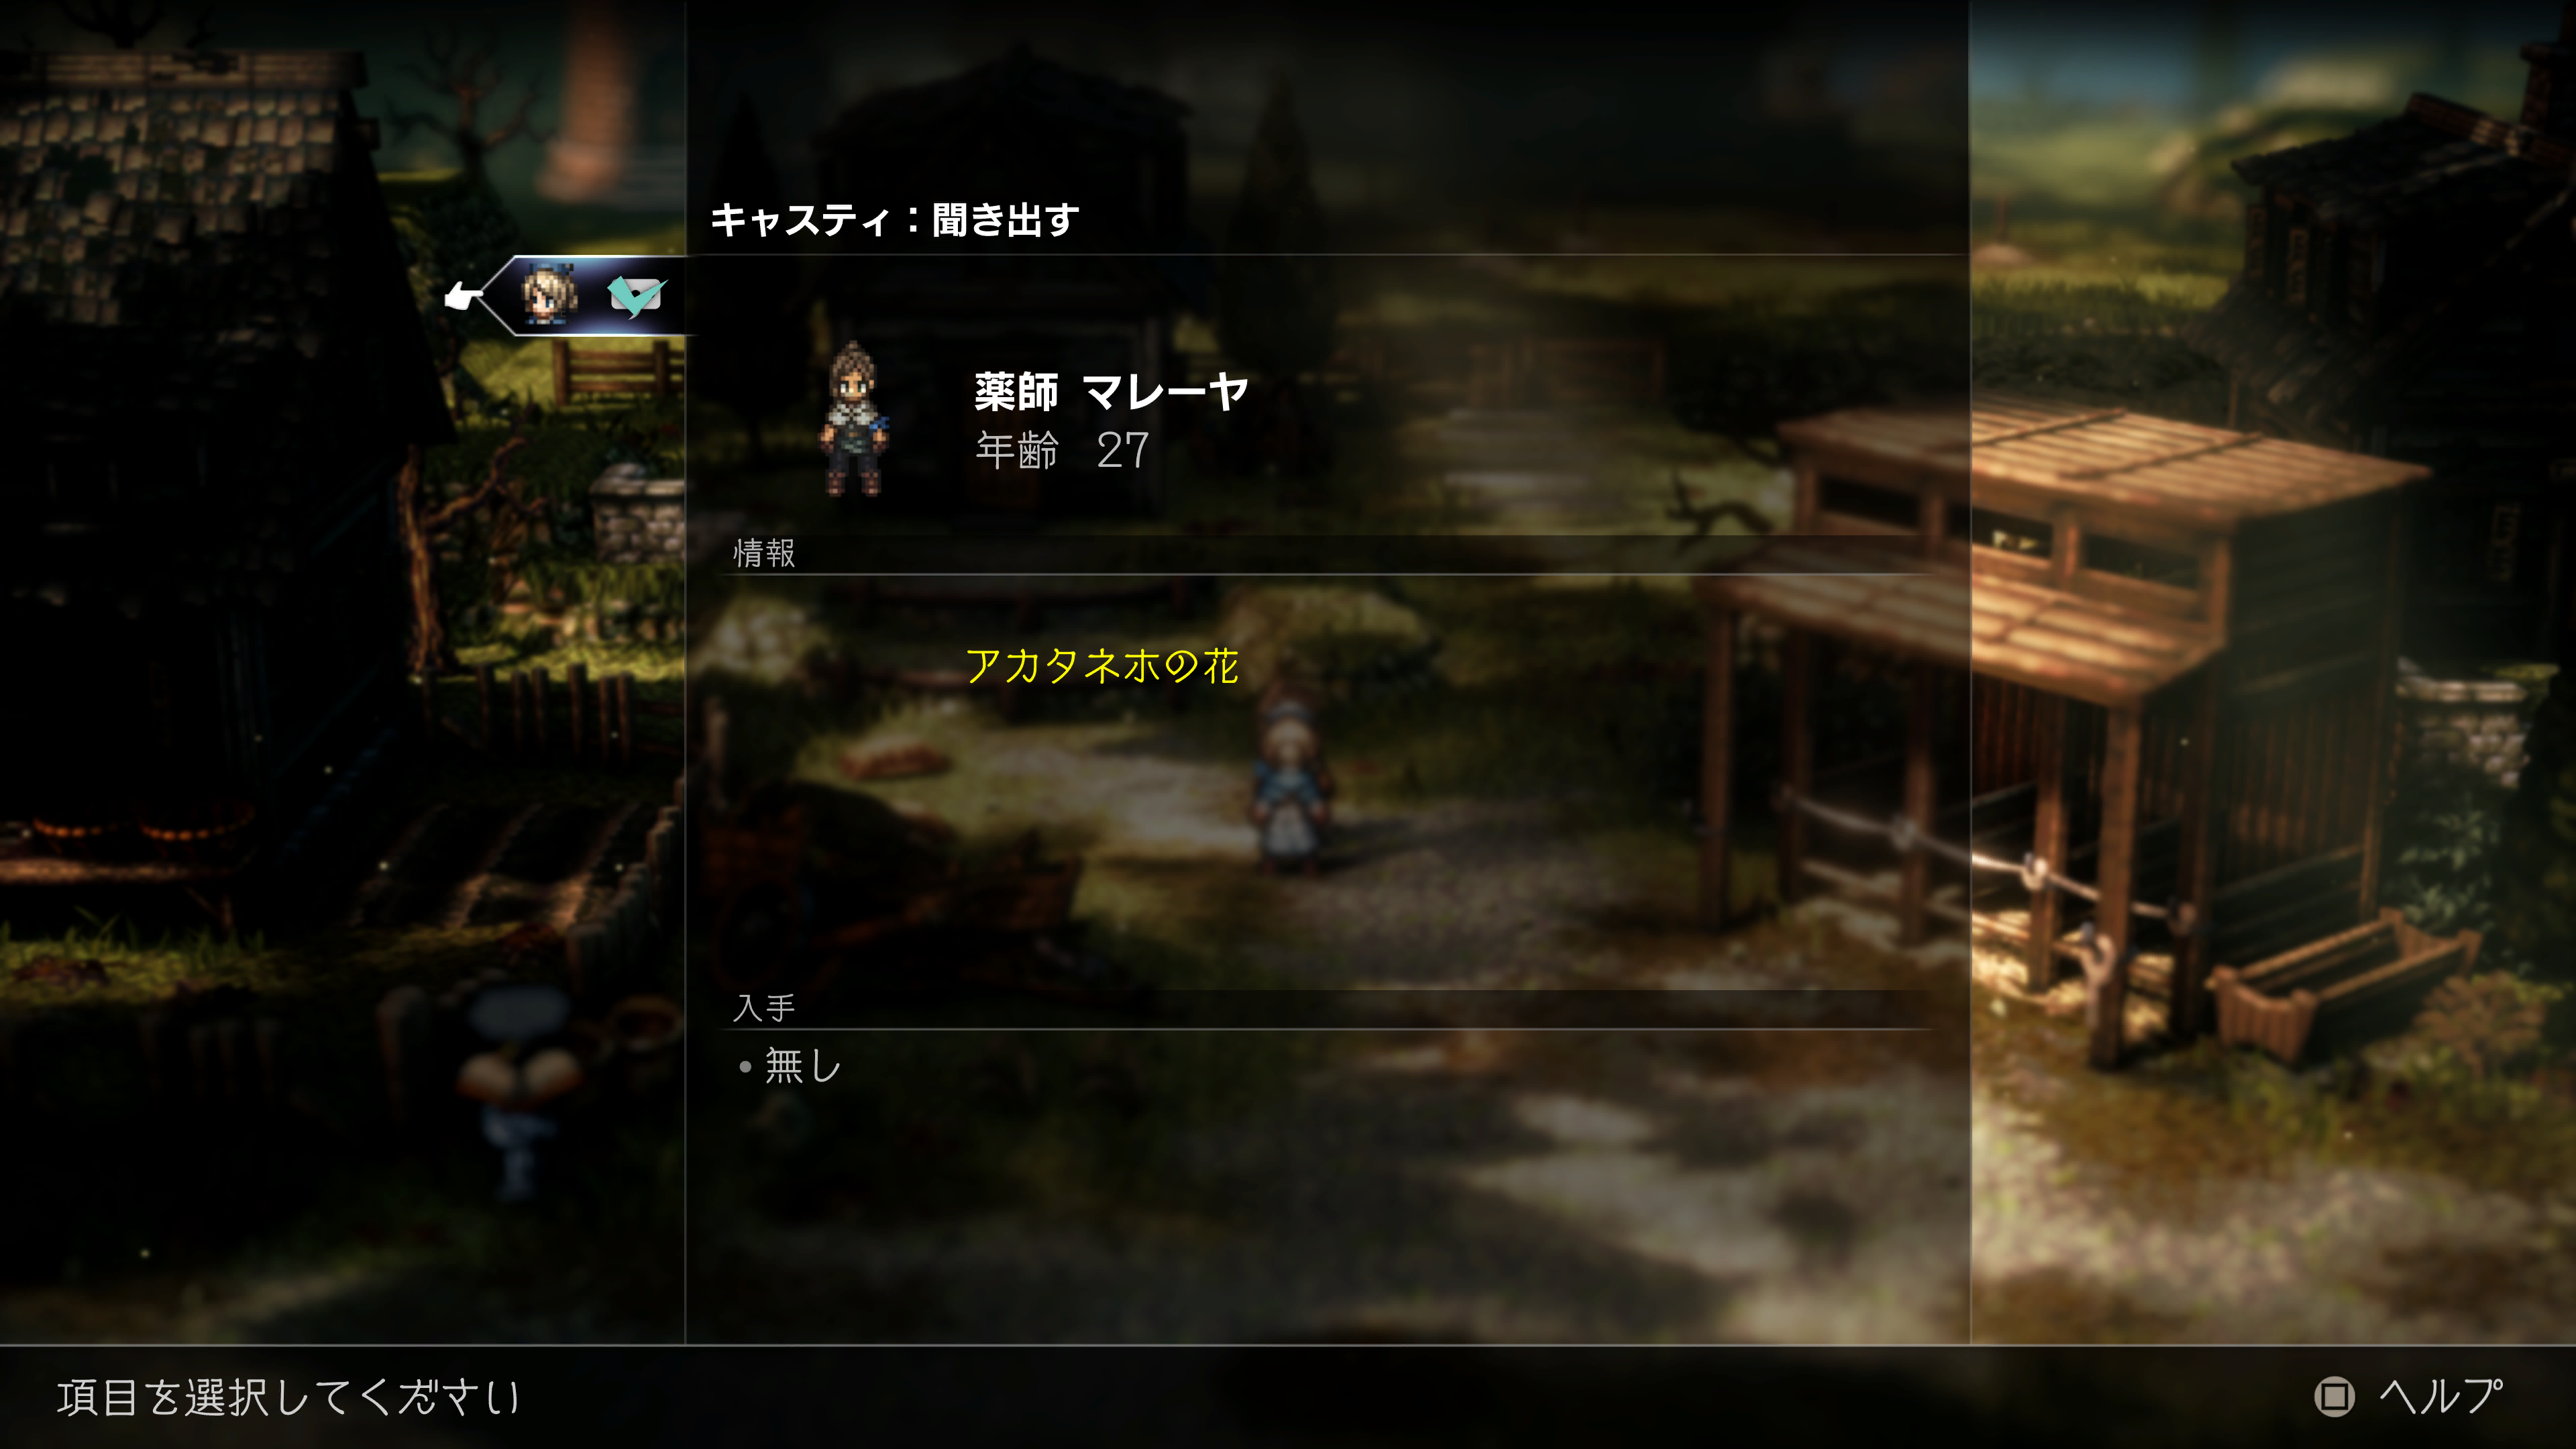 キャスティ：聞き出す
薬師 マレーヤ
年齢 27
情報
アカタネホの花
入手
・無し
項目を選択してください
ヘルプ